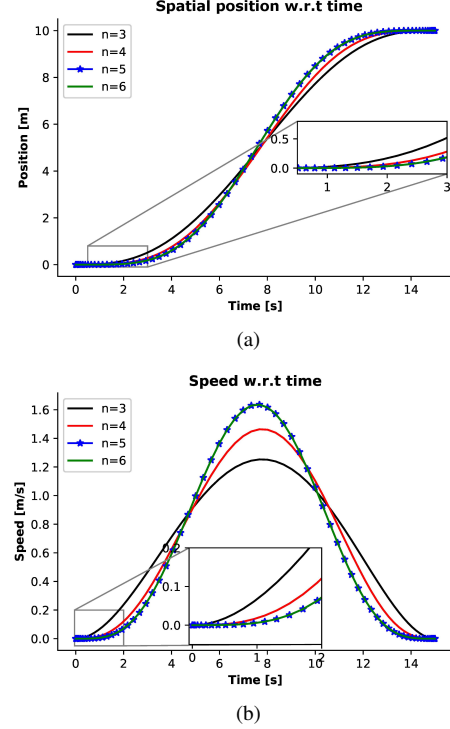 Spatial position w.r.t time
10
8
6
4
2
0
Position [m]
n=3
n=4
n=5
n=6
0.5
0.0
1 2 3
0 2 4 6 8 10 12 14
Time [s]
(a)
Speed w.r.t time
1.6
1.4
1.2
1.0
0.8
0.6
0.4
0.2
0.0
Speed [m/s]
n=3
n=4
n=5
n=6
0.2
0.1
0.0
0 1 2
0 2 4 6 8 10 12 14
Time [s]
(b)